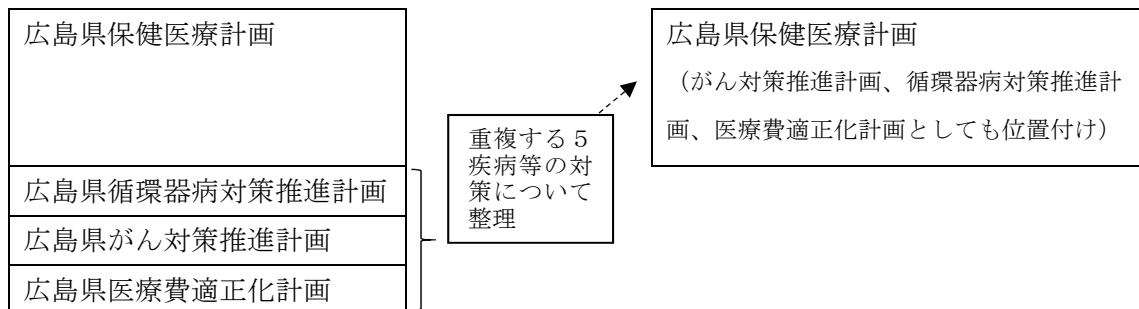 広島県保健医療計画
広島県循環器病対策推進計画
広島県がん対策推進計画
広島県医療費適正化計画
重複する５
疾病等の対
策について
整理
広島県保健医療計画
（がん対策推進計画、循環器病対策推進計
画、医療費適正化計画としても位置付け）